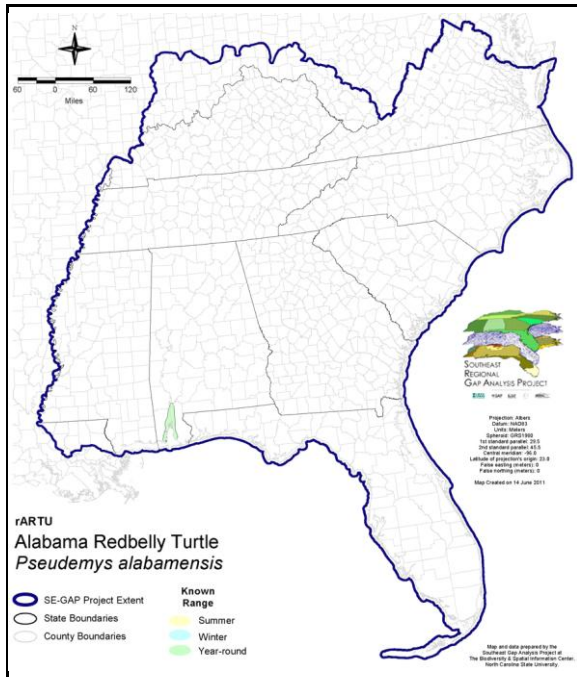 N
60 0 60 120
Miles
SOUTHEAST
REGIONAL
GAP ANALYSIS PROJECT
Projection: Albers
Datum: NAD83
Units: Meters
Spheroid: GRS1980
1st standard parallel: 29.5
2nd standard parallel: 45.5
Central meridian: -96.0
Latitude of projection's origin: 23.0
False easting (meters): 0
False northing (meters): 0
Map Created on 14 June 2011
rARTU
Alabama Redbelly Turtle
Pseudemys alabamensis
SE-GAP Project Extent
State Boundaries
County Boundaries
Known
Range
Summer
Winter
Year-round
Map and data prepared by the
Southeast Gap Analysis Project at
The Biodiversity & Spatial Information Center,
North Carolina State University.